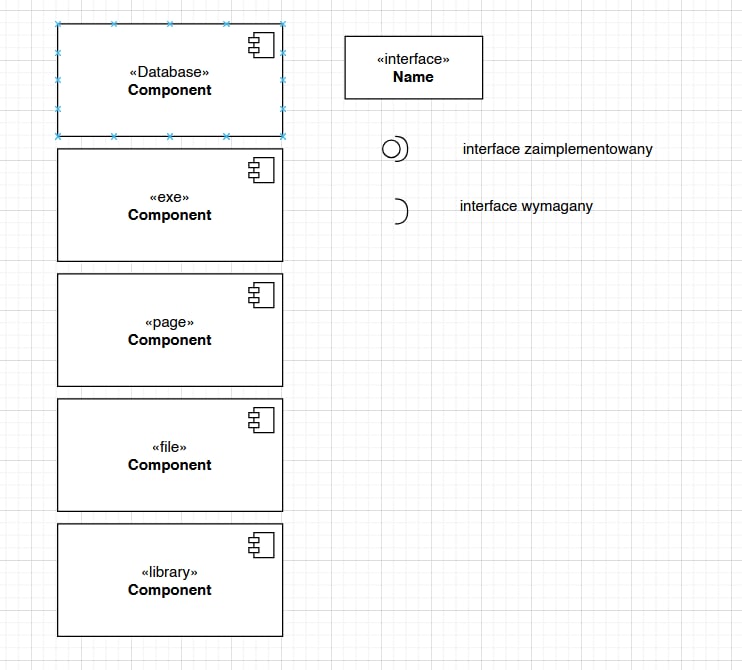 «Database»
Component
«exe»
Component
«page»
Component
«file»
Component
«library»
Component
«interface»
Name
interface zaimplementowany
interface wymagany